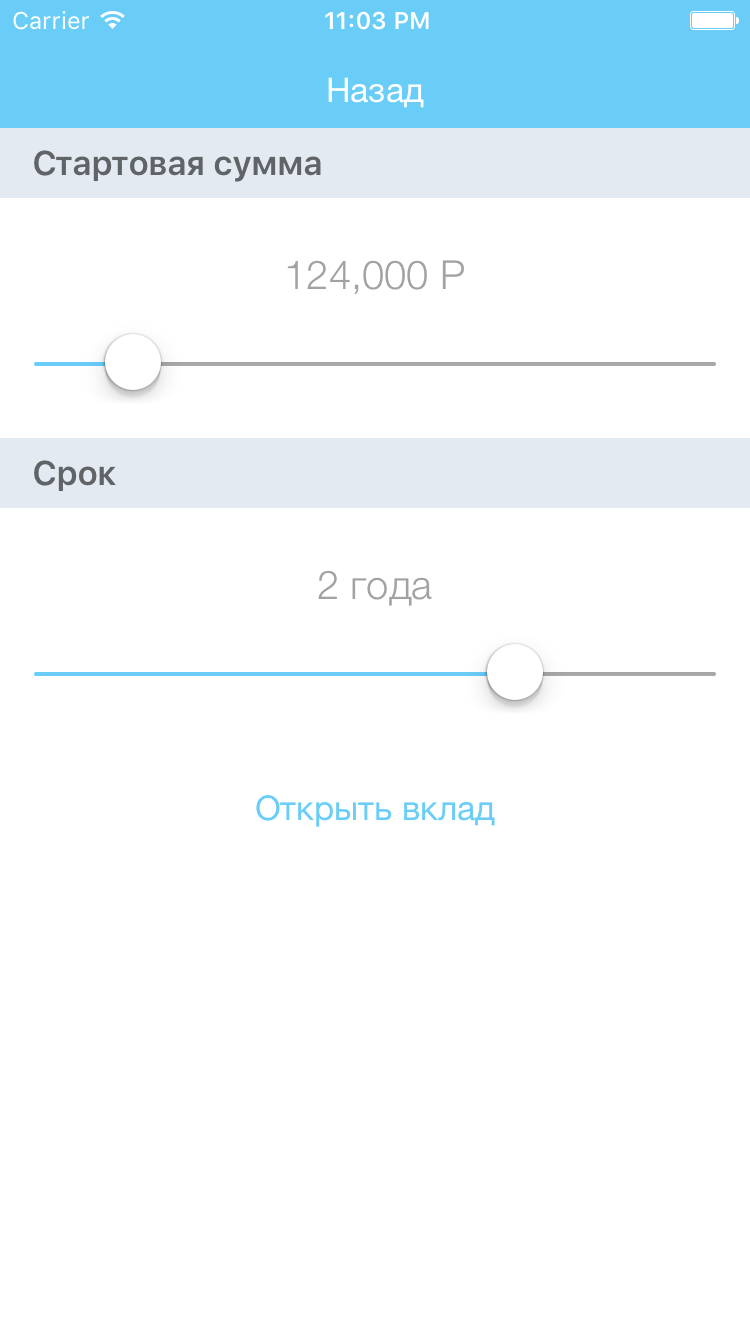 Carrier 11:03 PM
Назад
Стартовая сумма
124,000 Р
Срок
2 года
Открыть вклад